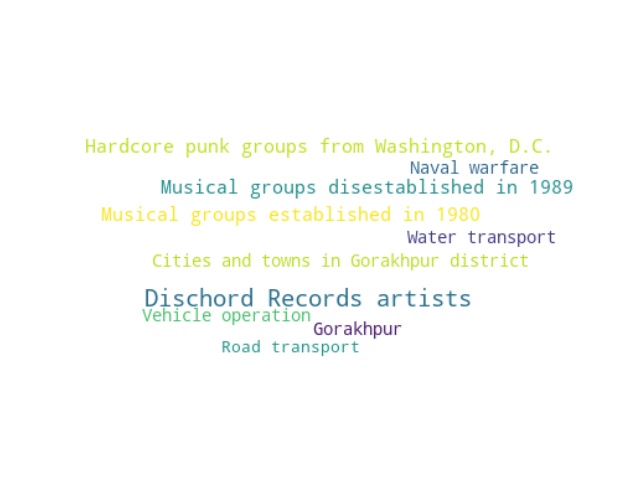 Hardcore punk groups from Washington, D.C.
Naval warfare
Musical groups disestablished in 1989
Musical groups established in 1980
Water transport
Cities and towns in Gorakhpur district
Dischord Records artists
Vehicle operation
Gorakhpur
Road transport